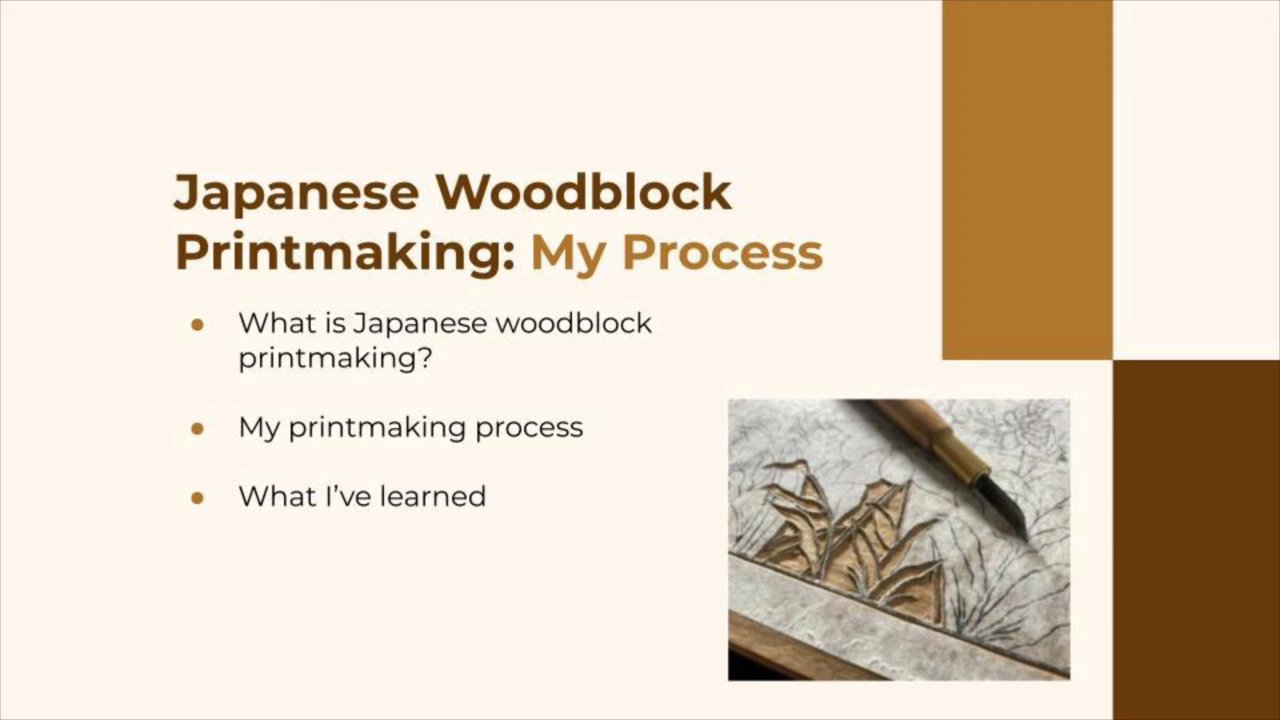 Japanese Woodblock
Printmaking: My Process
● What is Japanese woodblock
printmaking?
● My printmaking process
● What I’ve learned